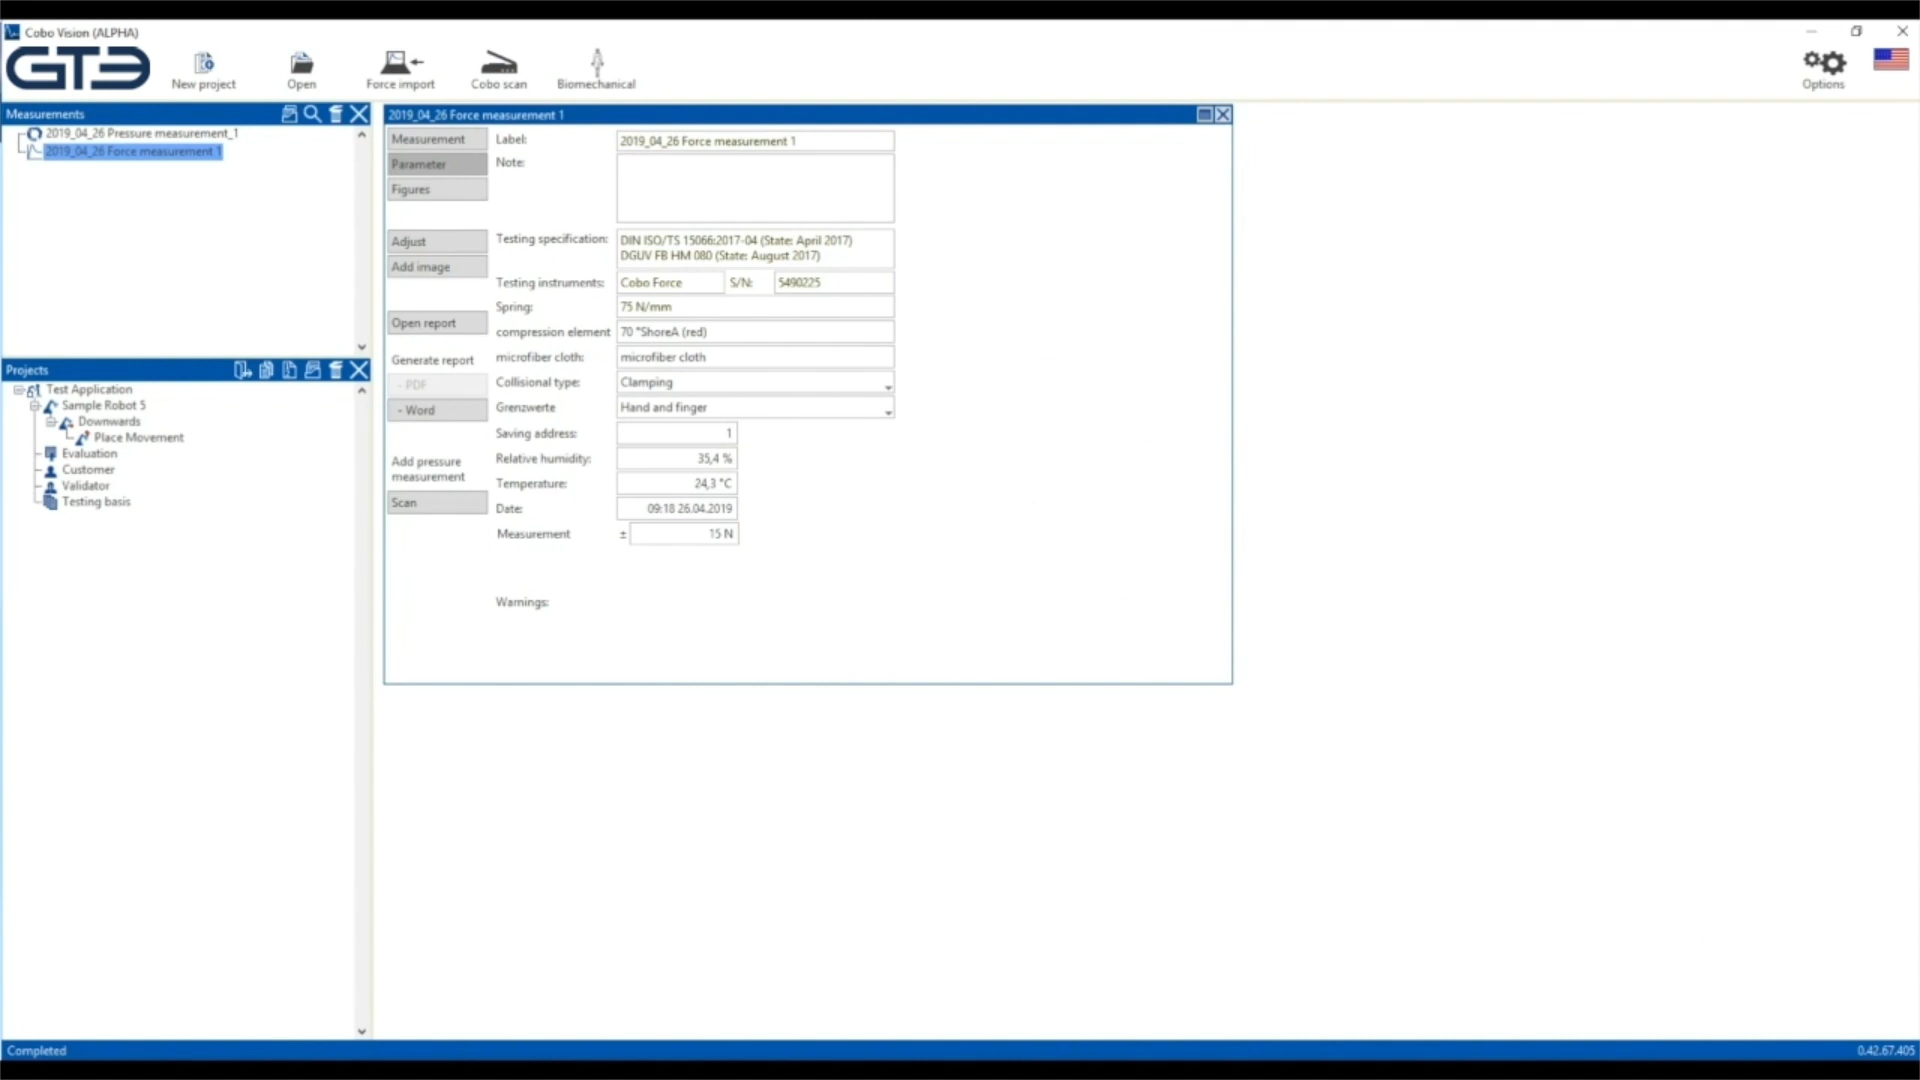 Cobo Vision (ALPHA)
GTE
New project
Open
Force import
Cobo scan
Biomechanical
Options
Measurements
2019_04_26 Pressure measurement_1
2019_04_26 Force measurement 1
Projects
Test Application
Sample Robot 5
Downwards
Place Movement
Evaluation
Customer
Validator
Testing basis
2019_04_26 Force measurement 1
Measurement
Parameter
Figures
Adjust
Add image
Open report
Generate report
- PDF
- Word
Add pressure
measurement
Scan
Label: 2019_04_26 Force measurement 1
Note:
Testing specification: DIN ISO/TS 15066:2017-04 (State: April 2017)
DGUV FB HM 080 (State: August 2017)
Testing instruments: Cobo Force S/N: 5490225
Spring: 75 N/mm
compression element 70 °ShoreA (red)
microfiber cloth: microfiber cloth
Collisional type: Clamping
Grenzwerte Hand and finger
Saving address: 1
Relative humidity: 35,4 %
Temperature: 24,3 °C
Date: 09:18 26.04.2019
Measurement ± 15 N
Warnings:
Completed
0.42.67.405